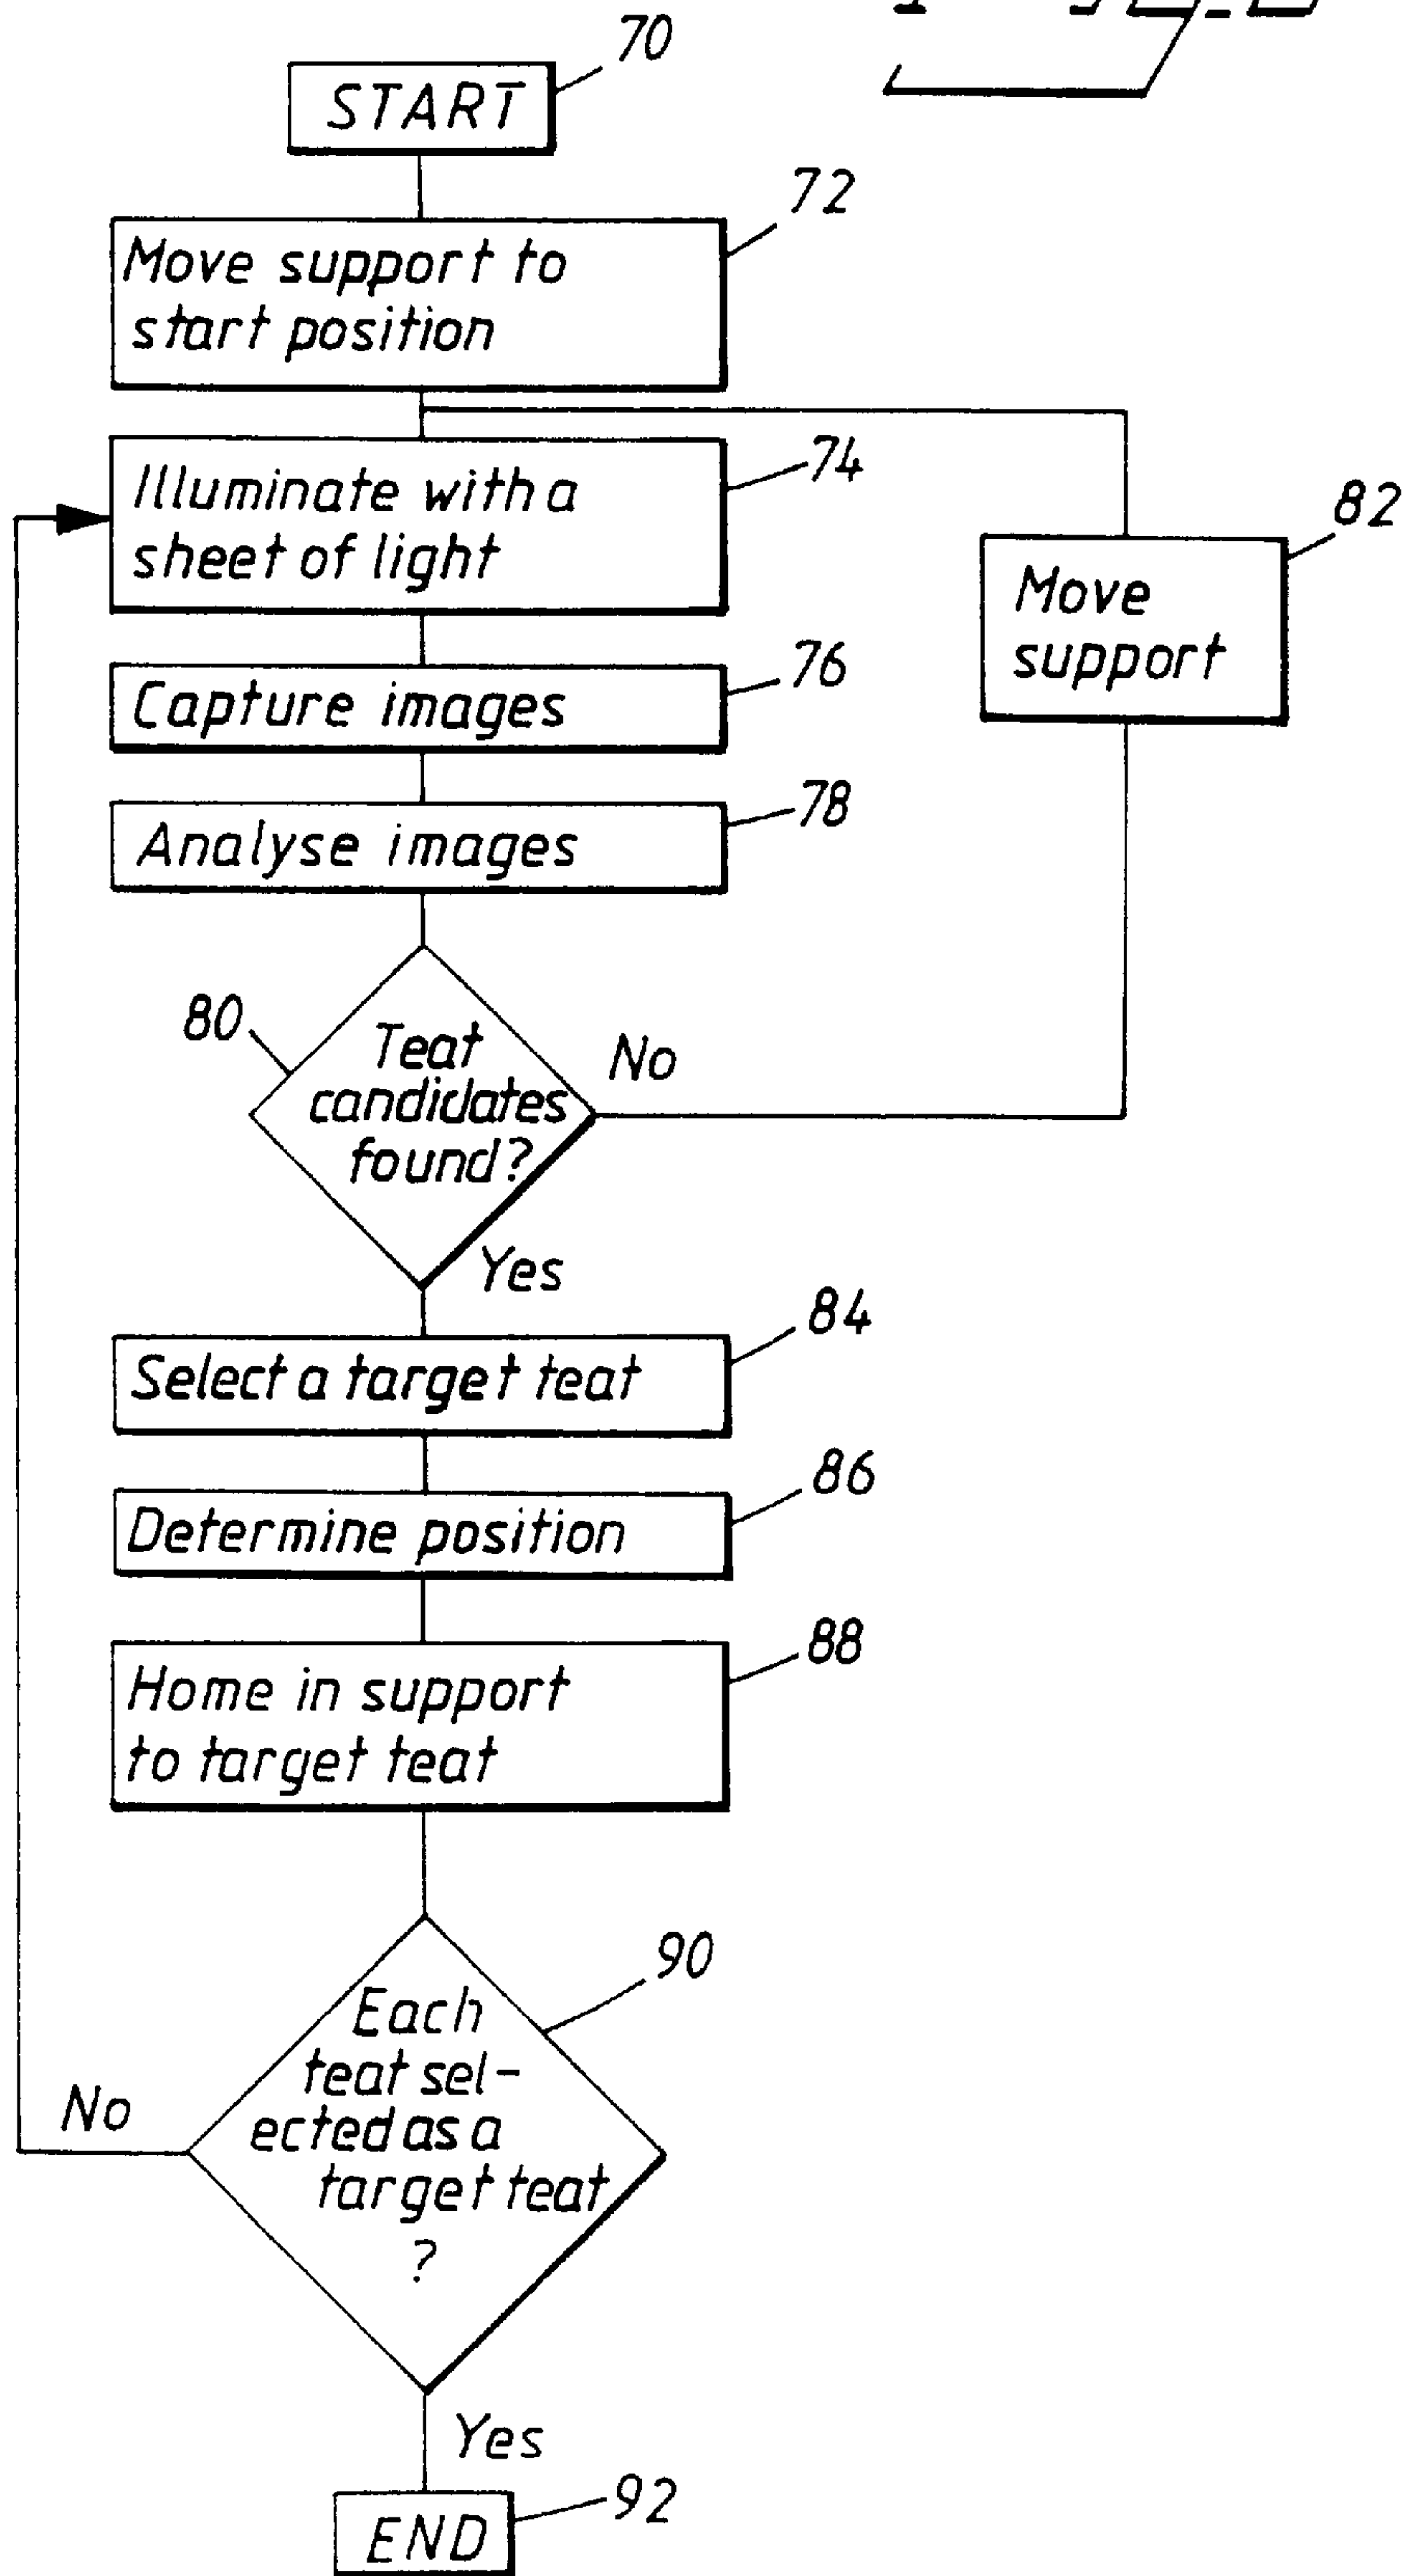 START
70
72
Move support to
start position
74
Illuminate with a
sheet of light
82
Move
support
76
Capture images
78
Analyse images
80
Teat
candidates
found?
No
Yes
84
Select a target teat
86
Determine position
88
Home in support
to target teat
90
Each
teat sel-
ected as a
target teat
?
No
Yes
END
92